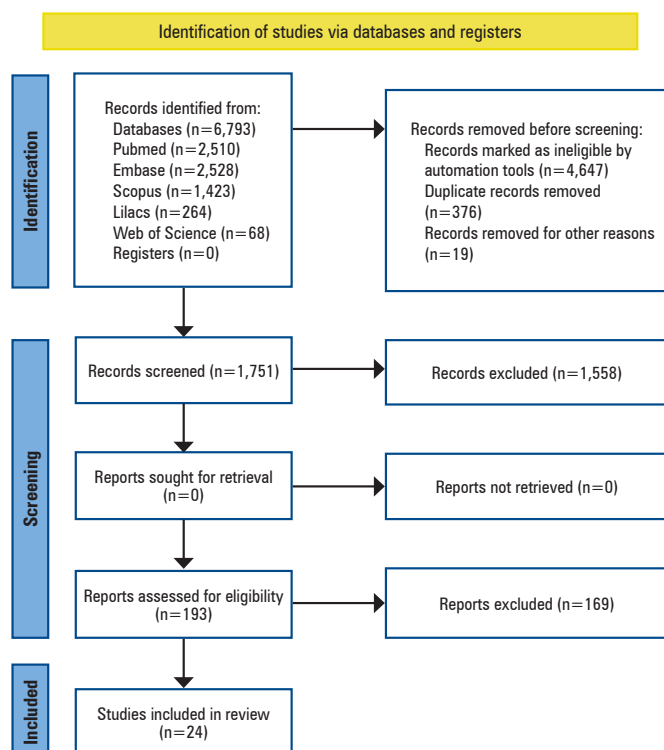 Identification of studies via databases and registers
Identification
Records identified from:
Databases (n=6,793)
Pubmed (n=2,510)
Embase (n=2,528)
Scopus (n=1,423)
Lilacs (n=264)
Web of Science (n=68)
Registers (n=0)
Records removed before screening:
Records marked as ineligible by
automation tools (n=4,647)
Duplicate records removed
(n=376)
Records removed for other reasons
(n=19)
Screening
Records screened (n=1,751)
Records excluded (n=1,558)
Reports sought for retrieval
(n=0)
Reports not retrieved (n=0)
Reports assessed for eligibility
(n=193)
Reports excluded (n=169)
Included
Studies included in review
(n=24)